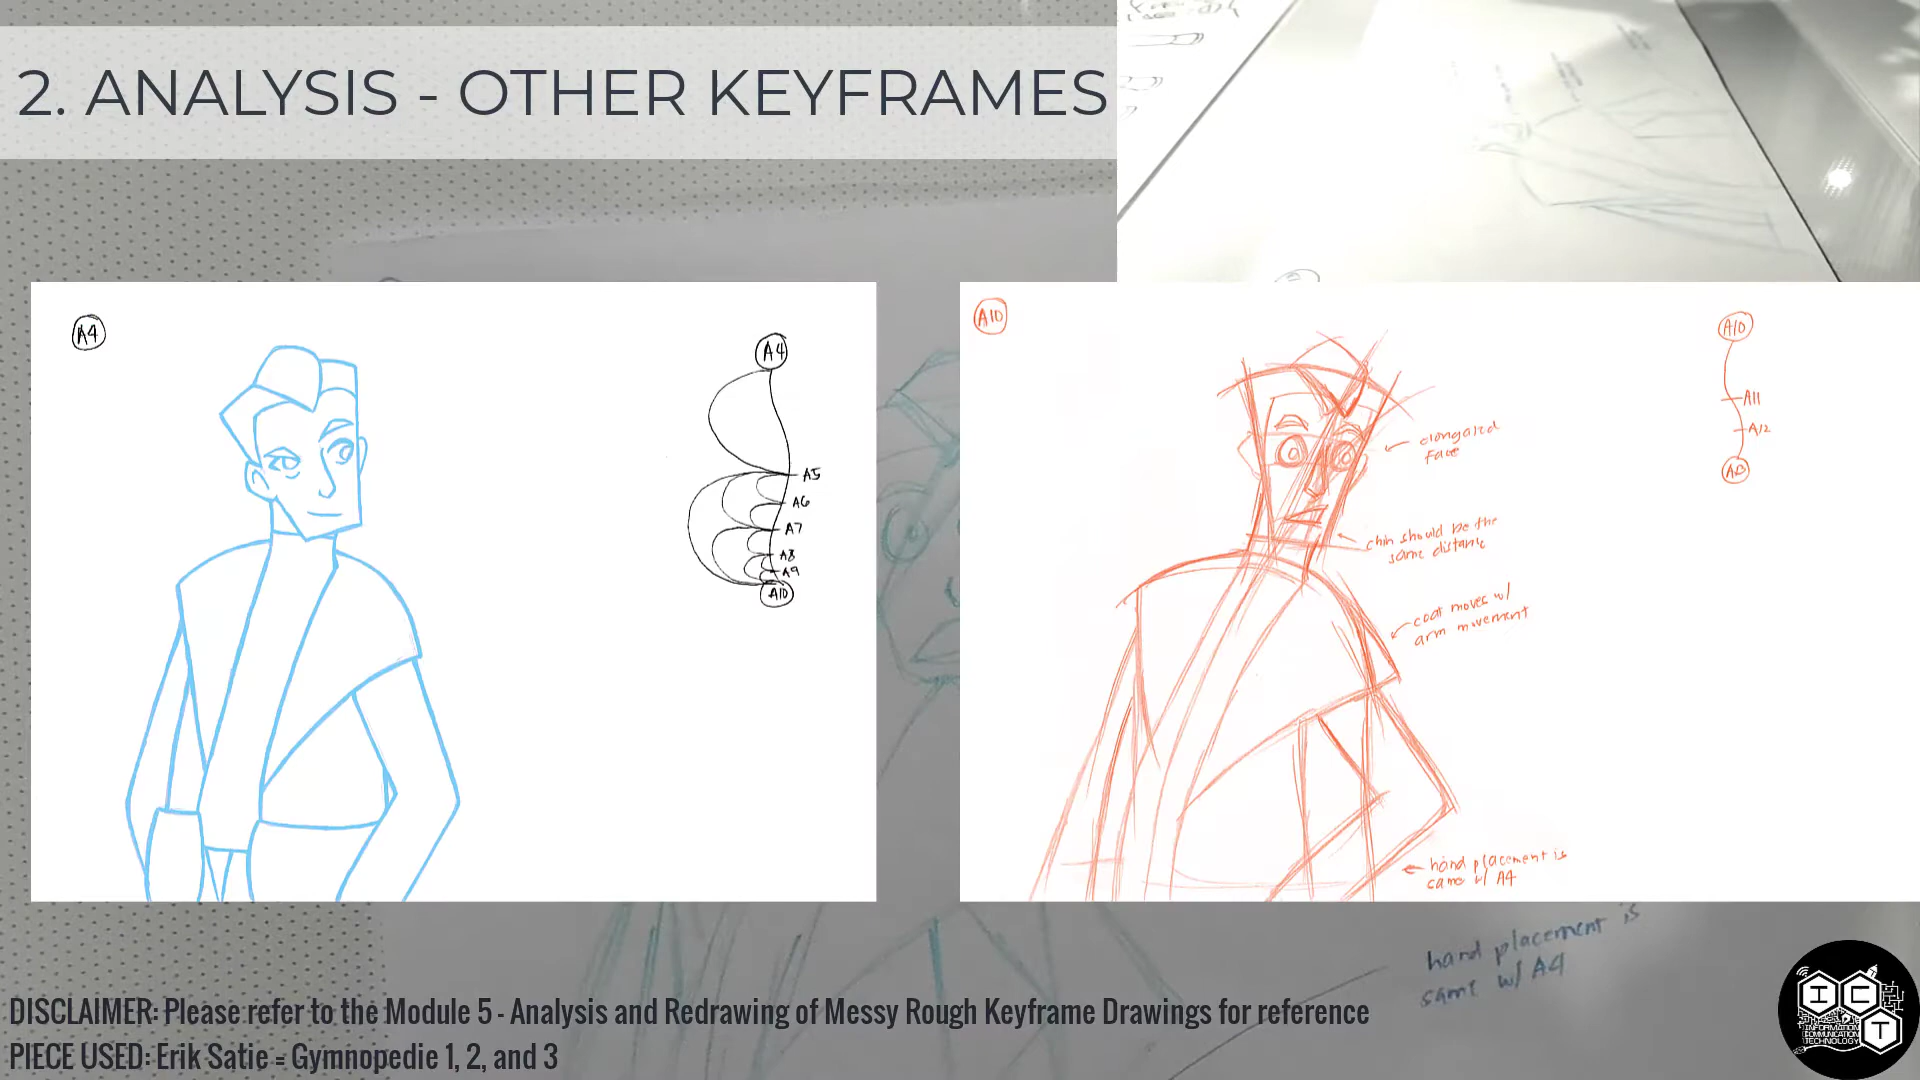 2. ANALYSIS - OTHER KEYFRAMES
A4
A4
A5
A6
A7
A8
A9
A10
A10
elongated
face
chin should be the
same distance
coat moves w/
arm movement
hand placement is
same w/ A4
A10
A11
A12
hand placement is
same w/ A4
DISCLAIMER: Please refer to the Module 5 - Analysis and Redrawing of Messy Rough Keyframe Drawings for reference
PIECE USED: Erik Satie - Gymnopedie 1, 2, and 3
I C
T
INFORMATION
COMMUNICATION
TECHNOLOGY